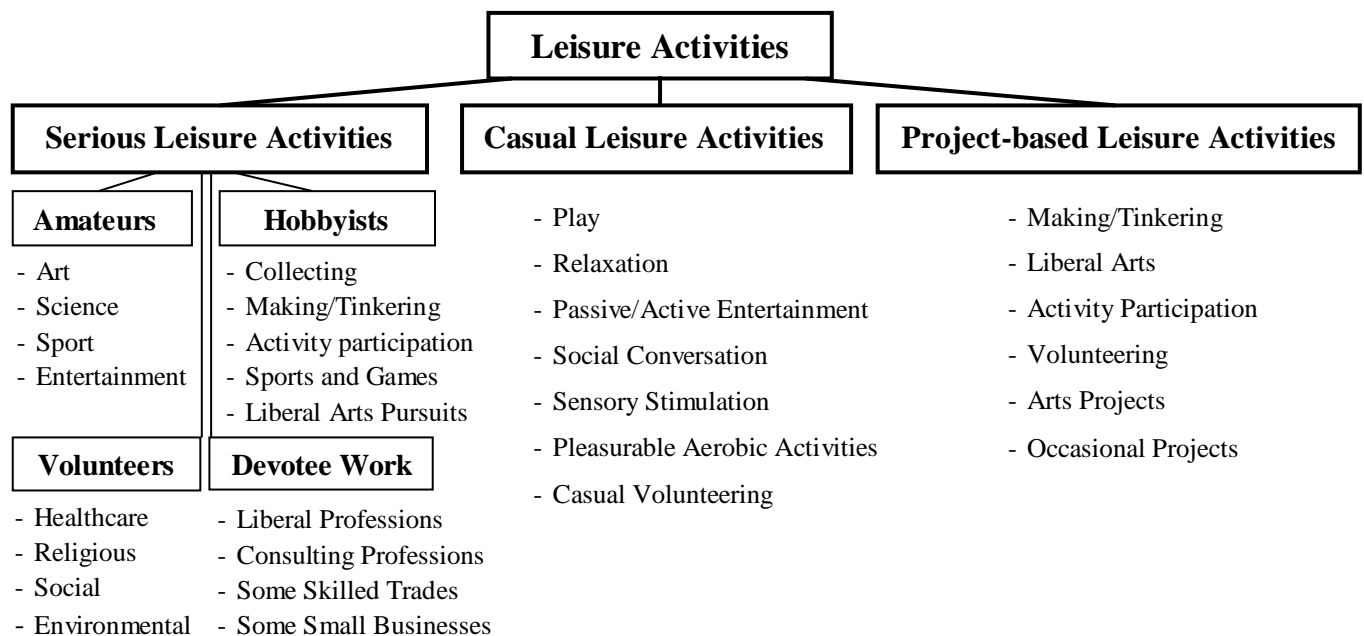 Leisure Activities
Serious Leisure Activities
Amateurs
- Art
- Science
- Sport
- Entertainment
Hobbyists
- Collecting
- Making/Tinkering
- Activity participation
- Sports and Games
- Liberal Arts Pursuits
Volunteers
- Healthcare
- Religious
- Social
- Environmental
Devotee Work
- Liberal Professions
- Consulting Professions
- Some Skilled Trades
- Some Small Businesses
Casual Leisure Activities
- Play
- Relaxation
- Passive/Active Entertainment
- Social Conversation
- Sensory Stimulation
- Pleasurable Aerobic Activities
- Casual Volunteering
Project-based Leisure Activities
- Making/Tinkering
- Liberal Arts
- Activity Participation
- Volunteering
- Arts Projects
- Occasional Projects